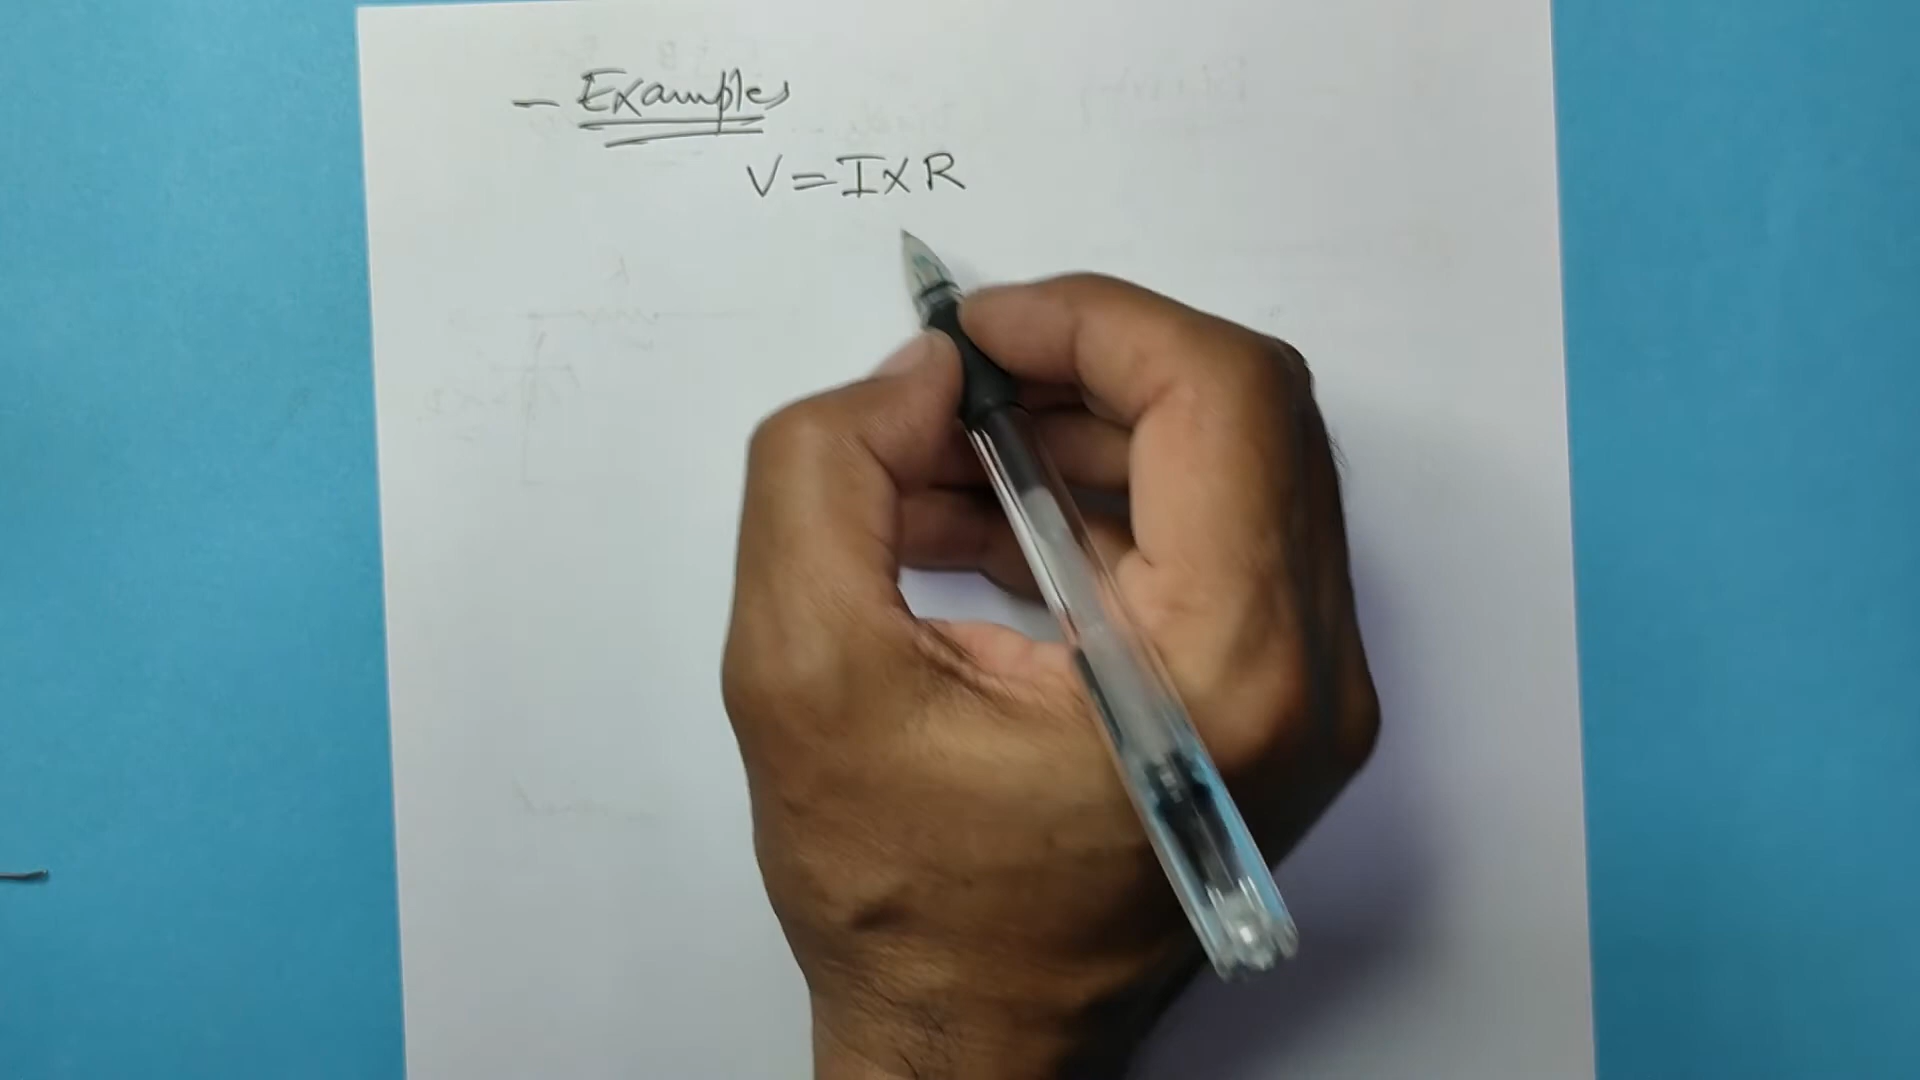 - Examples
V = I X R